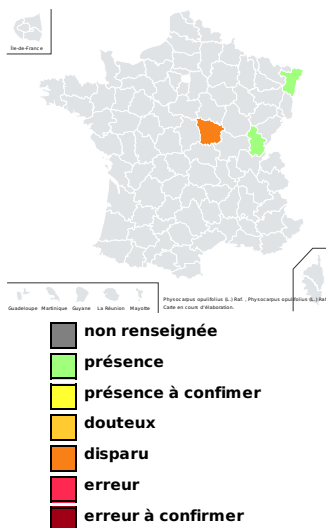 Île-de-France
Guadeloupe Martinique Guyane La Réunion Mayotte
Physocarpus opulifolius (L.) Raf. , Physocarpus opulifolius (L.) Raf
Carte en cours d'élaboration.
non renseignée
présence
présence à confimer
douteux
disparu
erreur
erreur à confirmer